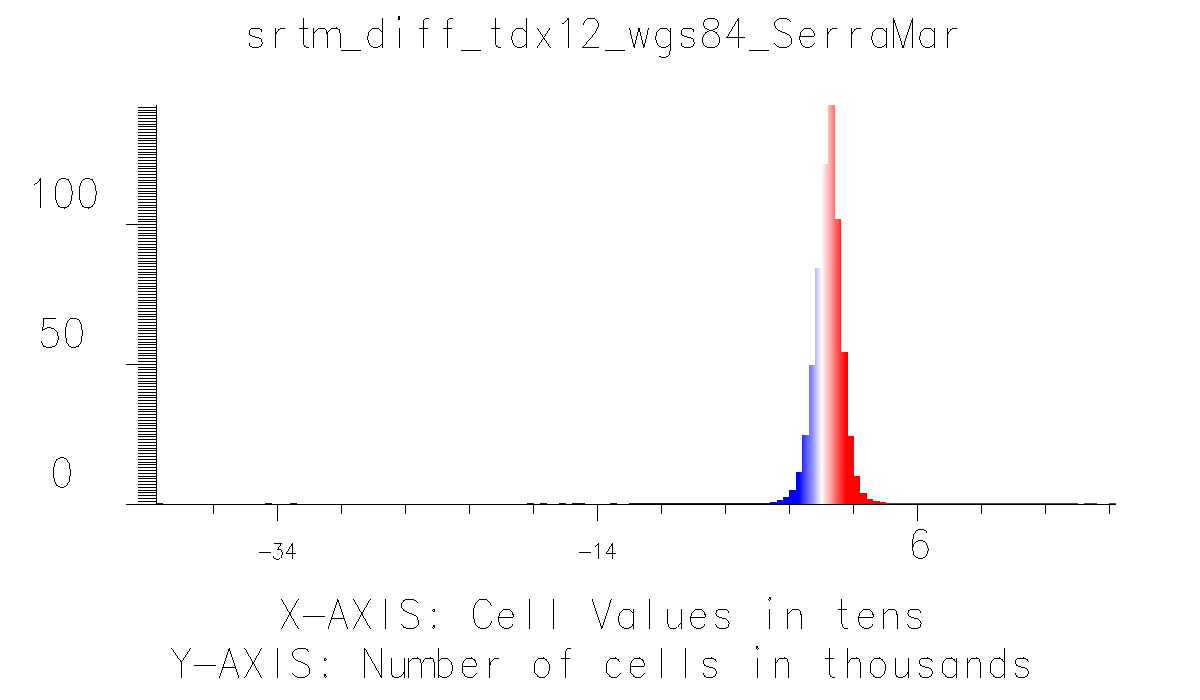 srtm_diff_tdx12_wgs84_SerraMar
100
50
0
-34 -14 6
X-AXIS: Cell Values in tens
Y-AXIS: Number of cells in thousands